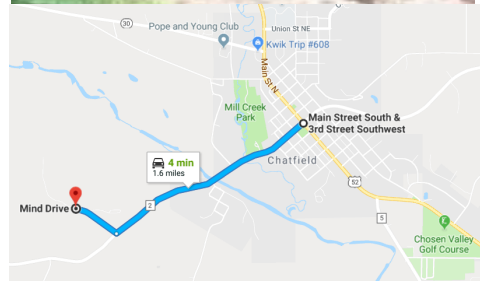 30
Pope and Young Club
Union St NE
Kwik Trip #608
Main St N
Mill Creek
Park
Main Street South &
3rd Street Southwest
Chatfield
4 min
1.6 miles
52
Mind Drive
2
5
Chosen Valley
Golf Course